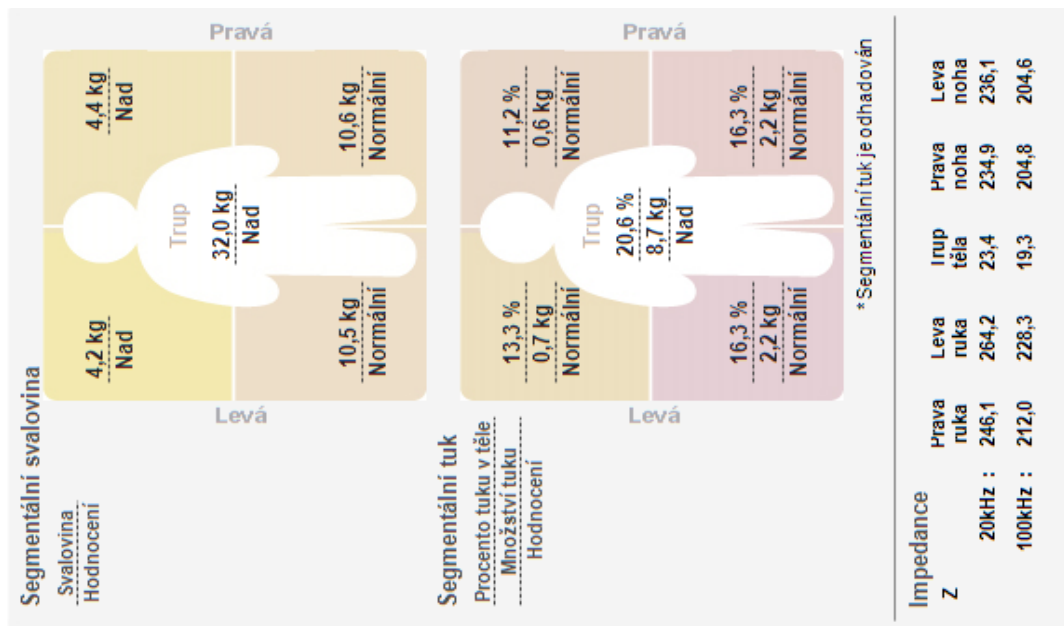 Segmentální svalovina
Svalovina
Hodnocení
Levá
Pravá
4,2 kg
Nad
4,4 kg
Nad
Trup
32,0 kg
Nad
10,5 kg
Normální
10,6 kg
Normální
Segmentální tuk
Procento tuku v těle
Množství tuku
Hodnocení
Levá
Pravá
13,3 %
0,7 kg
Normální
11,2 %
0,6 kg
Normální
Trup
20,6 %
8,7 kg
Nad
16,3 %
2,2 kg
Normální
16,3 %
2,2 kg
Normální
* Segmentální tuk je odhadován
Impedance
Z Prava ruka Leva ruka Trup těla Prava noha Leva noha
20kHz : 246,1 264,2 23,4 234,9 236,1
100kHz : 212,0 228,3 19,3 204,8 204,6